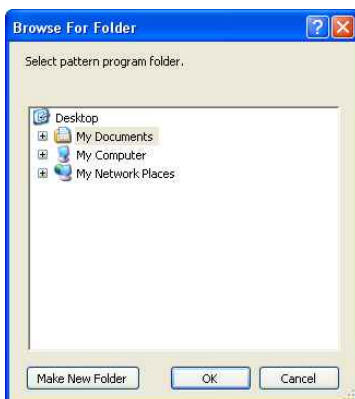 Browse For Folder
Select pattern program folder.
Desktop
My Documents
My Computer
My Network Places
Make New Folder
OK
Cancel